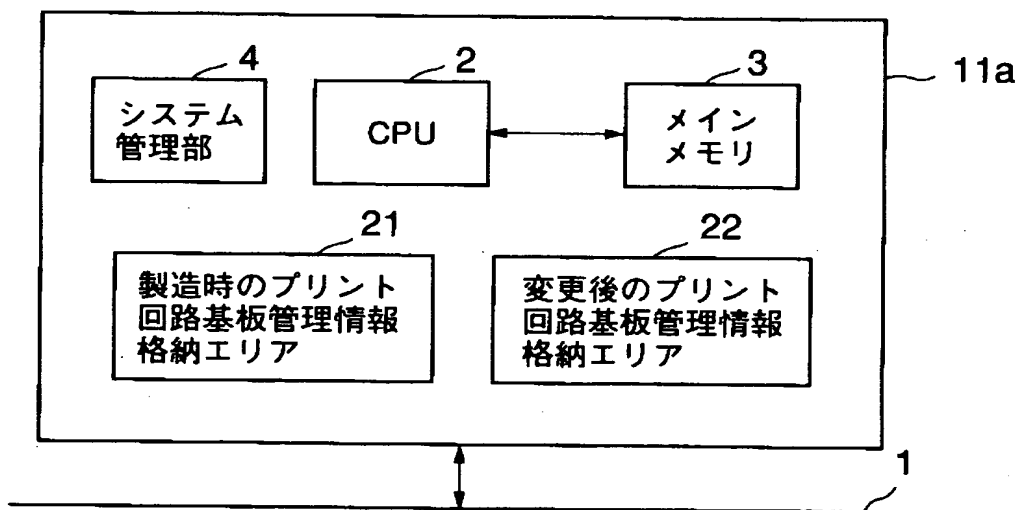 4
2
3
11a
システム
管理部
CPU
メイン
メモリ
21
22
製造時のプリント
回路基板管理情報
格納エリア
変更後のプリント
回路基板管理情報
格納エリア
1